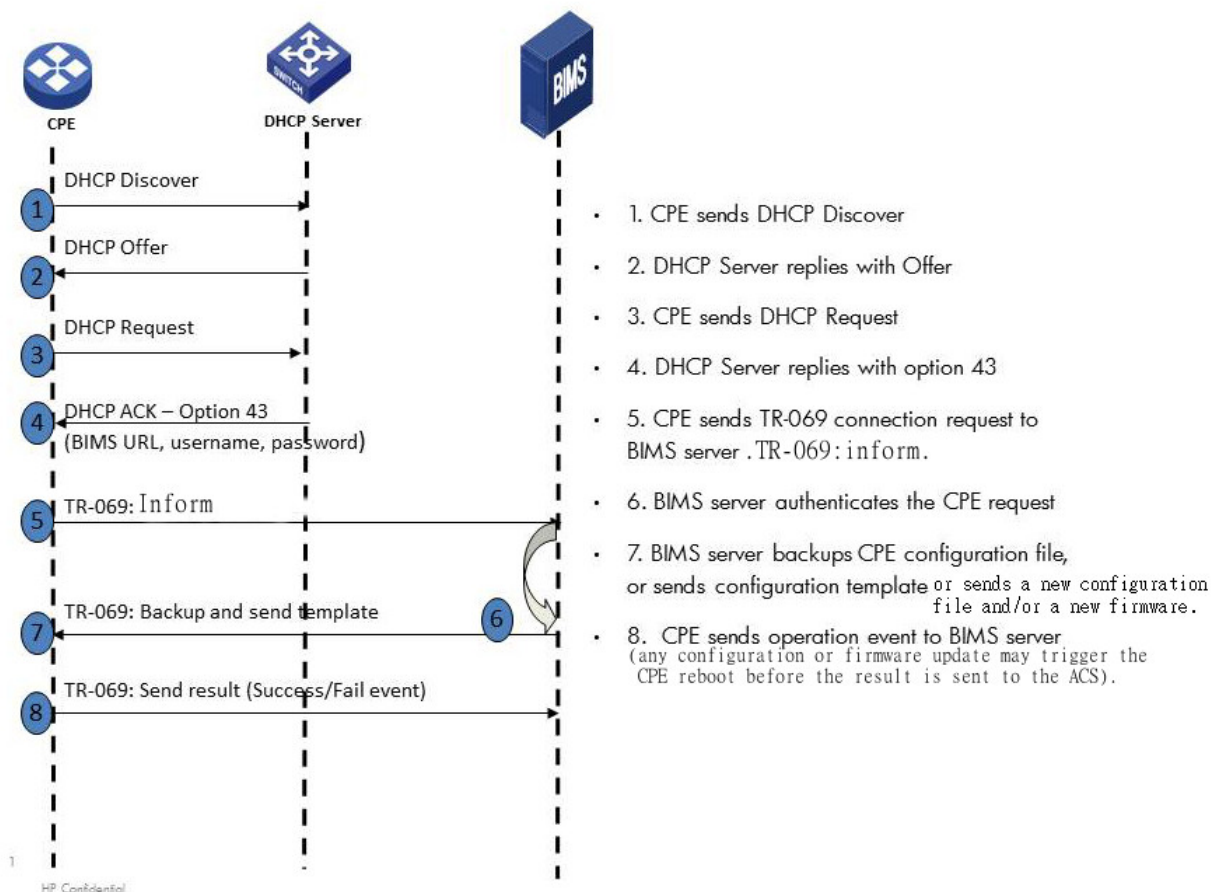 SWITCH
BIMS
CPE
DHCP Server
DHCP Discover
1
DHCP Offer
2
DHCP Request
3
DHCP ACK – Option 43
4
(BIMS URL, username, password)
TR-069: Inform
5
TR-069: Backup and send template
6
7
TR-069: Send result (Success/Fail event)
8
• 1. CPE sends DHCP Discover
• 2. DHCP Server replies with Offer
• 3. CPE sends DHCP Request
• 4. DHCP Server replies with option 43
• 5. CPE sends TR-069 connection request to
BIMS server .TR-069:inform.
• 6. BIMS server authenticates the CPE request
• 7. BIMS server backups CPE configuration file,
or sends configuration template or sends a new configuration
file and/or a new firmware.
• 8. CPE sends operation event to BIMS server
(any configuration or firmware update may trigger the
CPE reboot before the result is sent to the ACS).
1
HP Confidential